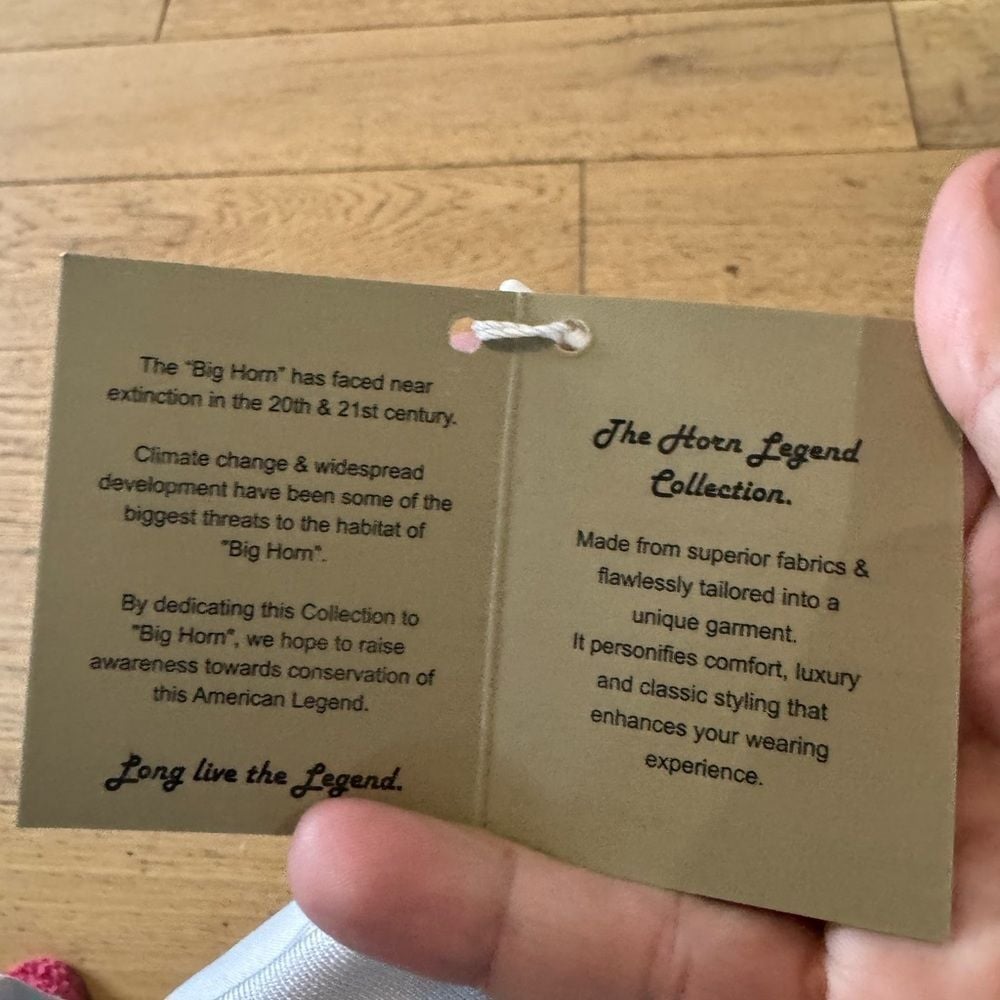 The "Big Horn" has faced near
extinction in the 20th & 21st century.
Climate change & widespread
development have been some of the
biggest threats to the habitat of
"Big Horn".
By dedicating this Collection to
"Big Horn", we hope to raise
awareness towards conservation of
this American Legend.
Long live the Legend.
The Horn Legend
Collection.
Made from superior fabrics &
flawlessly tailored into a
unique garment.
It personifies comfort, luxury
and classic styling that
enhances your wearing
experience.